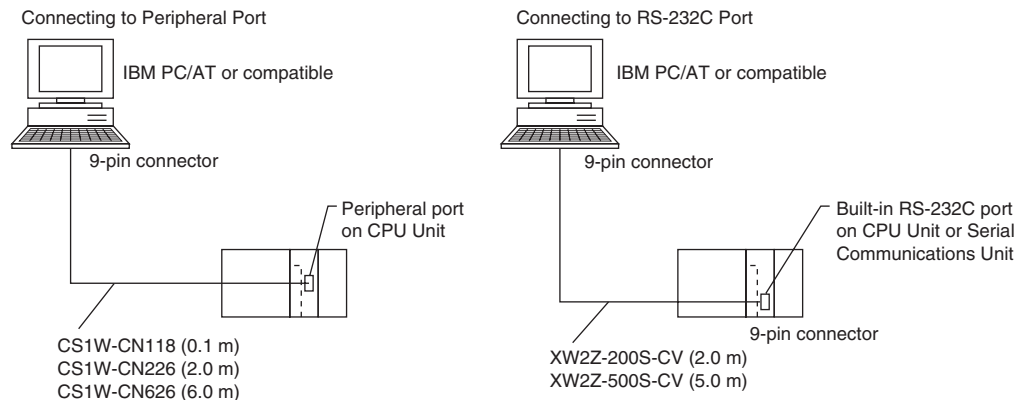 Connecting to Peripheral Port
IBM PC/AT or compatible
9-pin connector
Peripheral port
on CPU Unit
CS1W-CN118 (0.1 m)
CS1W-CN226 (2.0 m)
CS1W-CN626 (6.0 m)
Connecting to RS-232C Port
IBM PC/AT or compatible
9-pin connector
Built-in RS-232C port
on CPU Unit or Serial
Communications Unit
9-pin connector
XW2Z-200S-CV (2.0 m)
XW2Z-500S-CV (5.0 m)